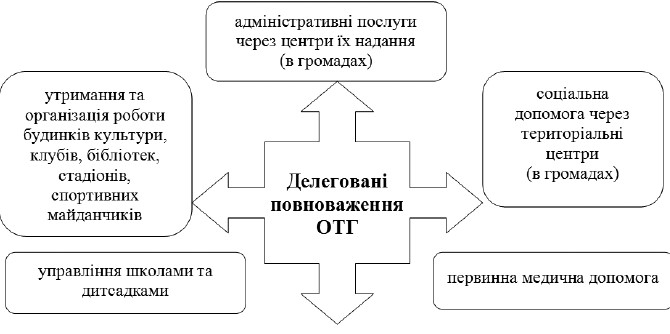 адміністративні послуги
через центри їх надання
(в громадах)
утримання та
організація роботи
будинків культури,
клубів, бібліотек,
стадіонів,
спортивних
майданчиків
соціальна
допомога через
територіальні
центри
(в громадах)
Делеговані
повноваження
ОТГ
управління школами та
дитсадками
первинна медична допомога